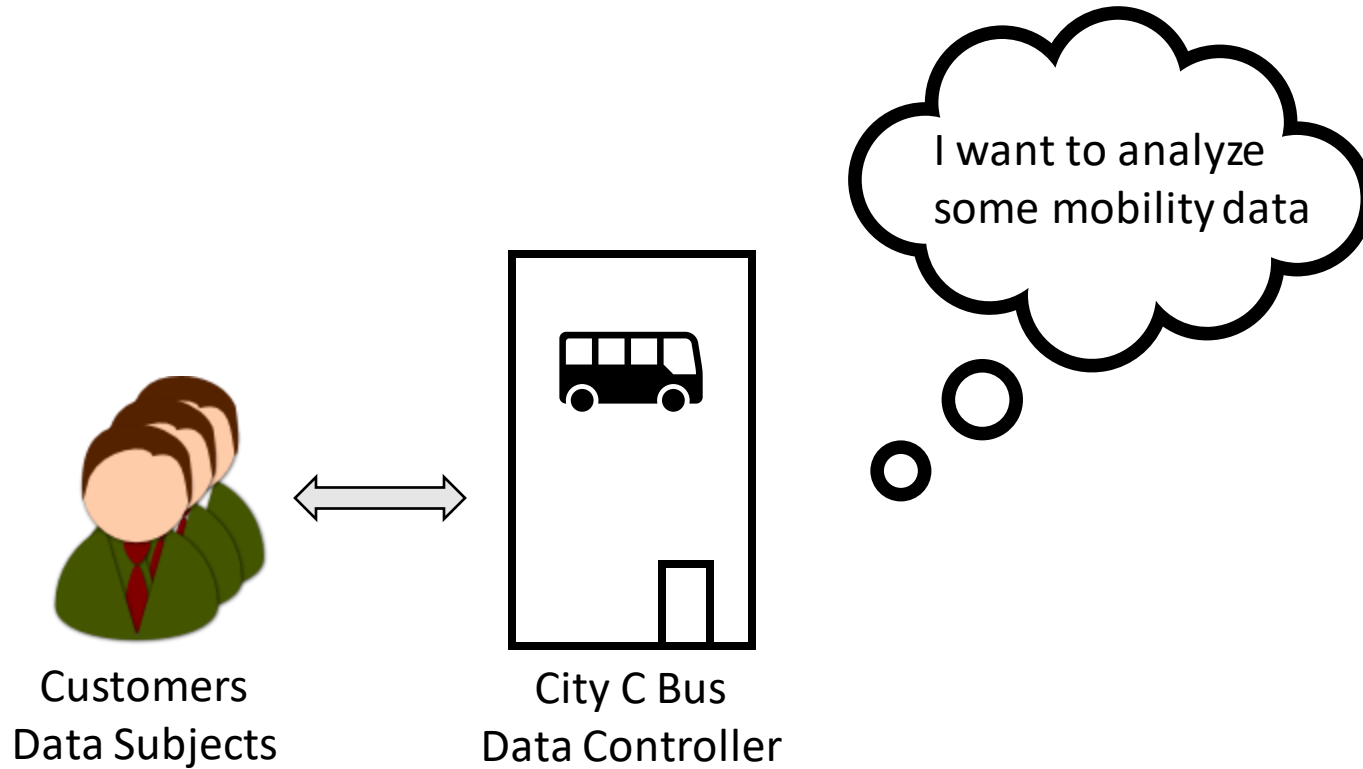 I want to analyze
some mobility data
Customers
Data Subjects
City C Bus
Data Controller